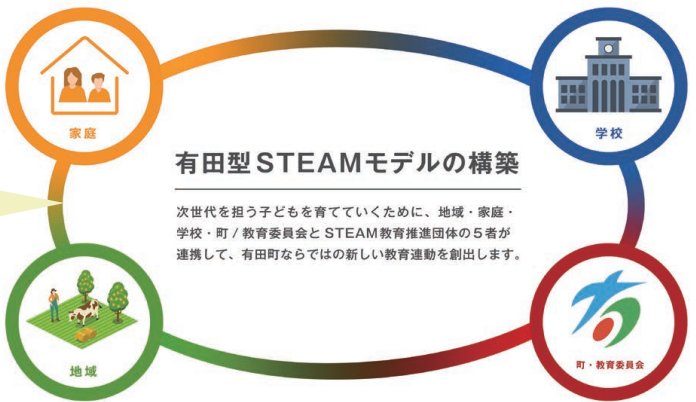 家庭
学校
有田型STEAMモデルの構築
次世代を担う子どもを育てていくために、地域・家庭・
学校・町/教育委員会とSTEAM教育推進団体の5者が
連携して、有田町ならではの新しい教育連動を創出します。
地域
町・教育委員会